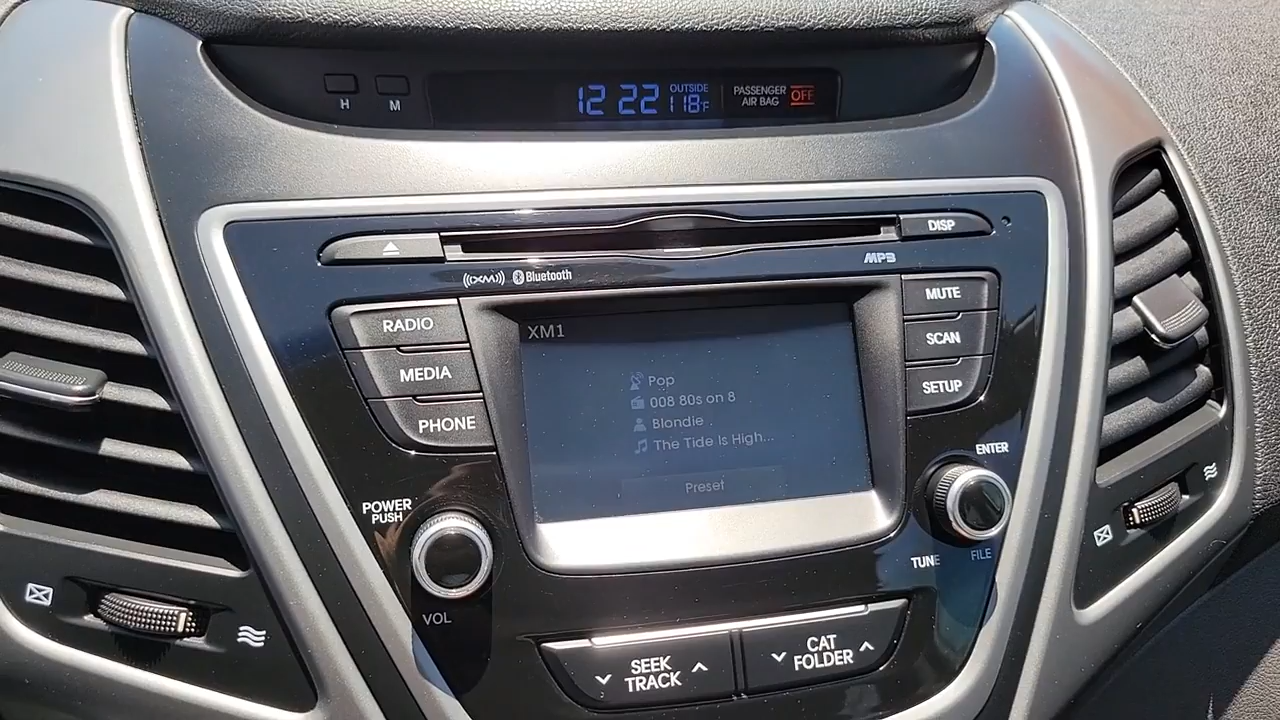 H
M
12 22
OUTSIDE
118°F
PASSENGER
AIR BAG OFF
DISP
((XM)) Bluetooth
MP3
RADIO
MEDIA
PHONE
MUTE
SCAN
SETUP
XM1
Pop
008 80s on 8
Blondie
The Tide Is High...
Preset
POWER
PUSH
VOL
ENTER
TUNE
FILE
SEEK
TRACK
CAT
FOLDER